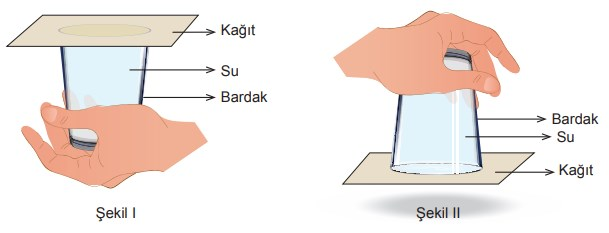 Kağıt
Su
Bardak
Şekil I
Bardak
Su
Kağıt
Şekil II